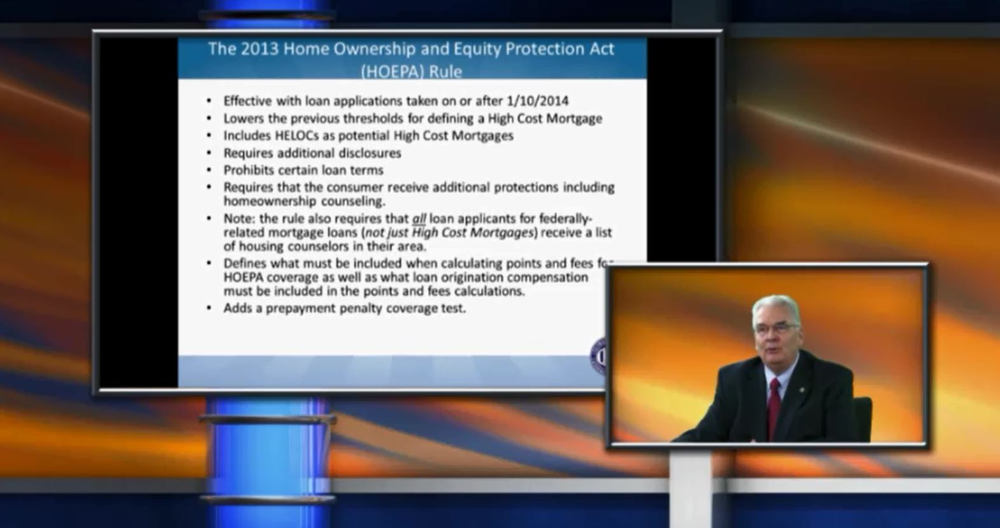 The 2013 Home Ownership and Equity Protection Act
(HOEPA) Rule
• Effective with loan applications taken on or after 1/10/2014
• Lowers the previous thresholds for defining a High Cost Mortgage
• Includes HELOCs as potential High Cost Mortgages
• Requires additional disclosures
• Prohibits certain loan terms
• Requires that the consumer receive additional protections including
homeownership counseling.
• Note: the rule also requires that all loan applicants for federally-
related mortgage loans (not just High Cost Mortgages) receive a list
of housing counselors in their area.
• Defines what must be included when calculating points and fees
HOEPA coverage as well as what loan origination compensation
must be included in the points and fees calculations.
• Adds a prepayment penalty coverage test.